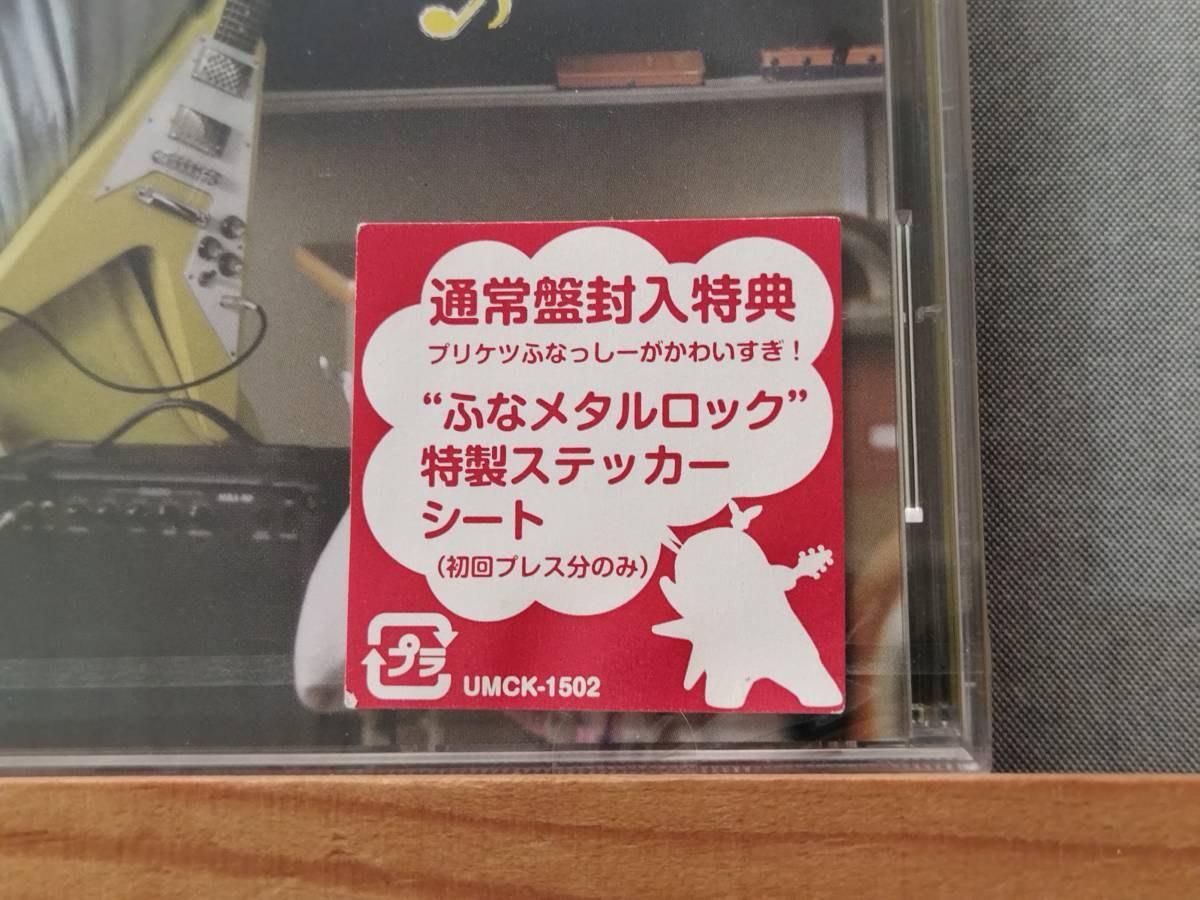 通常盤封入特典
プリケツふなっしーがかわいすぎ！
“ふなメタルロック”
特製ステッカー
シート
（初回プレス分のみ）
プラ
UMCK-1502